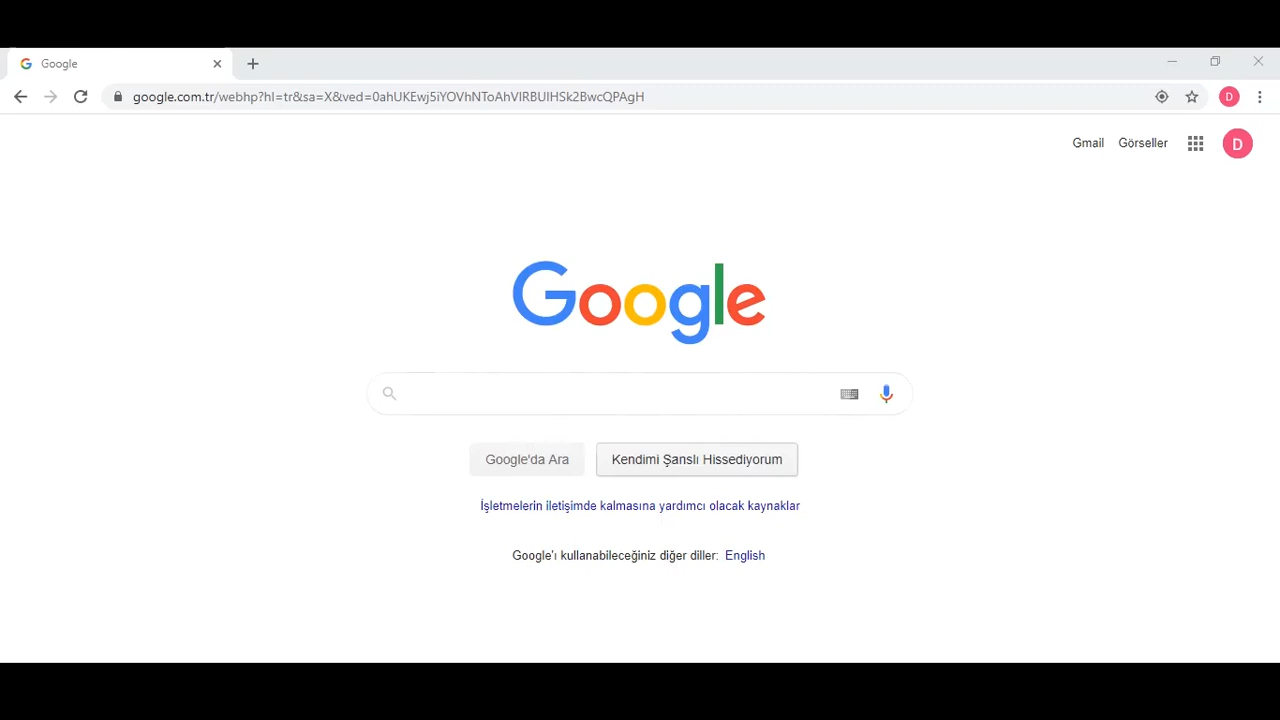 Google
google.com.tr/webhp?hl=tr&sa=X&ved=0ahUKEwj5iYOVhNToAhVIRBUIHSk2BwcQPAgH
D
Gmail Görseller
D
Google
Google'da Ara Kendimi Şanslı Hissediyorum
İşletmelerin iletişimde kalmasına yardımcı olacak kaynaklar
Google'ı kullanabileceğiniz diğer diller: English